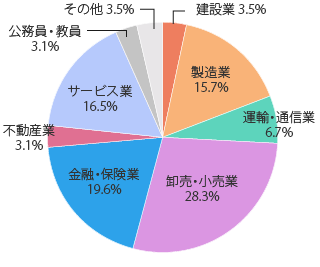 建設業 3.5%
製造業
15.7%
運輸・通信業
6.7%
卸売・小売業
28.3%
金融・保険業
19.6%
不動産業
3.1%
サービス業
16.5%
公務員・教員
3.1%
その他 3.5%